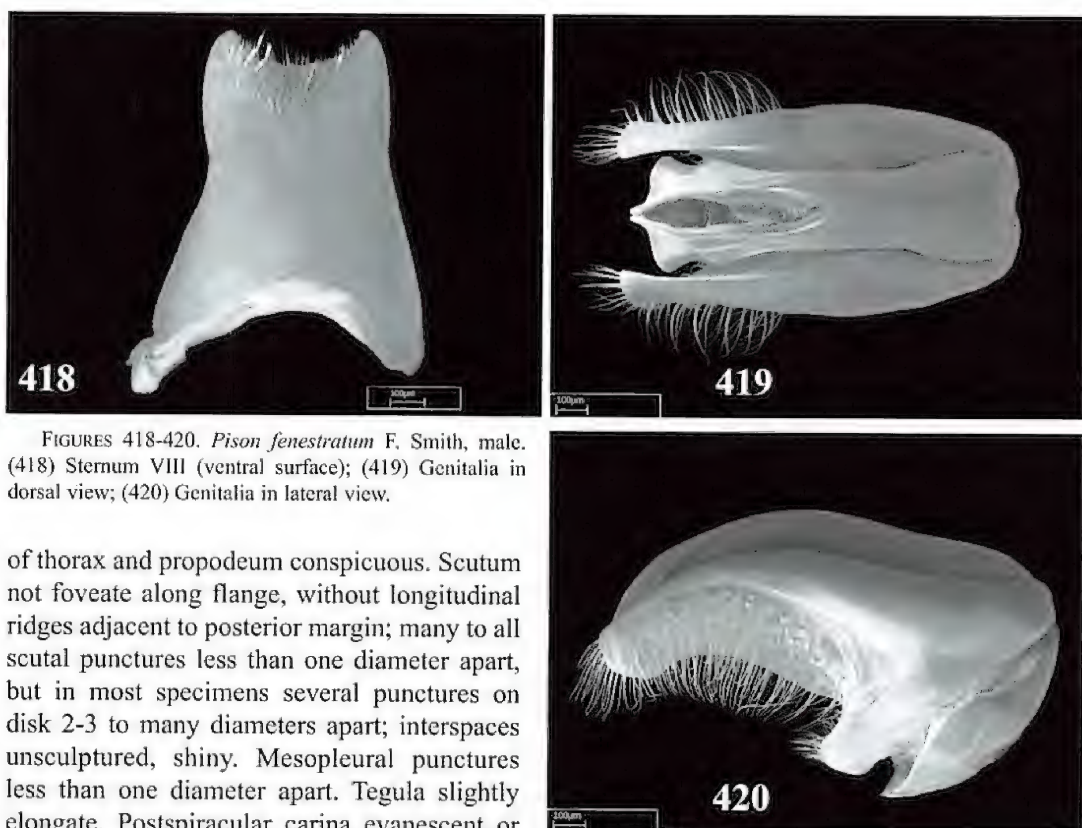 418
100µm
419
100µm
FIGURES 418-420. Pison fenestratum F. Smith, male.
(418) Sternum VIII (ventral surface); (419) Genitalia in
dorsal view; (420) Genitalia in lateral view.
420
100µm
of thorax and propodeum conspicuous. Scutum
not foveate along flange, without longitudinal
ridges adjacent to posterior margin; many to all
scutal punctures less than one diameter apart,
but in most specimens several punctures on
disk 2-3 to many diameters apart; interspaces
unsculptured, shiny. Mesopleural punctures
less than one diameter apart. Tegula slightly
elongate. Postspiracular carina evanescent or